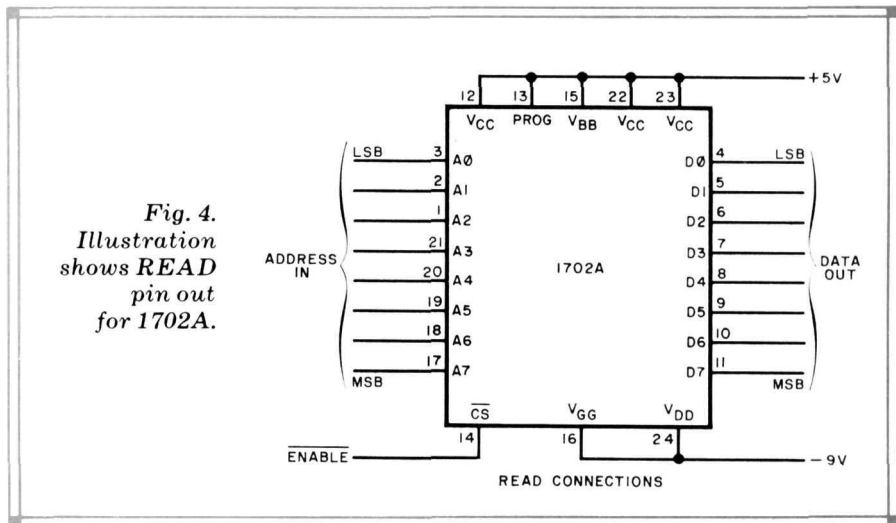 Fig. 4.
Illustration
shows READ
pin out
for 1702A.
+5V
12 13 15 22 23
VCC PROG VBB VCC VCC
ADDRESS
IN
LSB 3 A0
2 A1
1 A2
21 A3
20 A4
19 A5
18 A6
17 A7
MSB
1702A
D0 4 LSB
D1 5
D2 6
D3 7
D4 8
D5 9
D6 10
D7 11
MSB
DATA
OUT
CS VGG VDD
14 16 24
ENABLE
-9V
READ CONNECTIONS